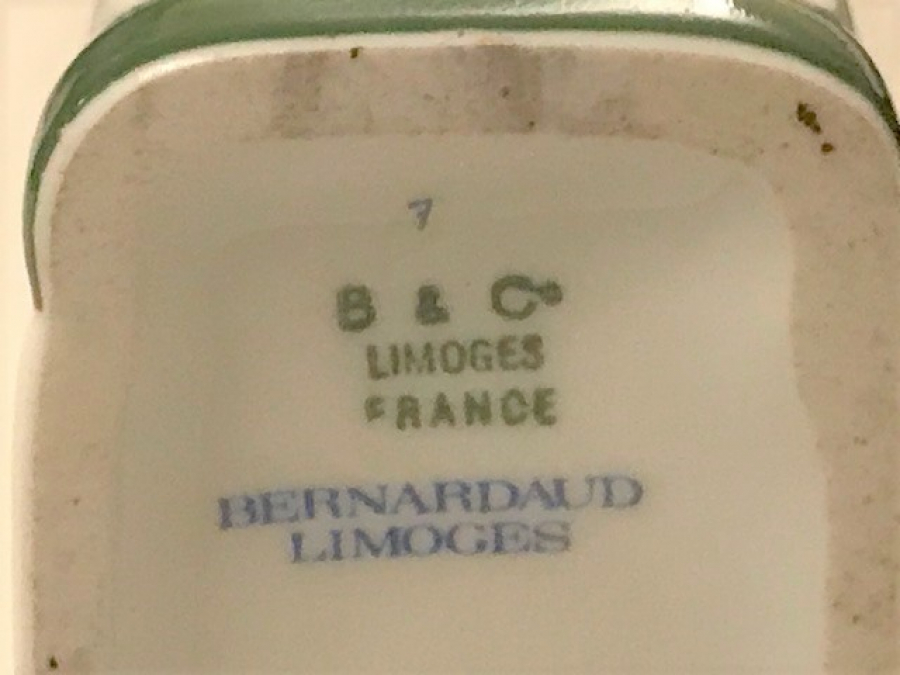 7
B & Co
LIMOGES
FRANCE
BERNARDAUD
LIMOGES